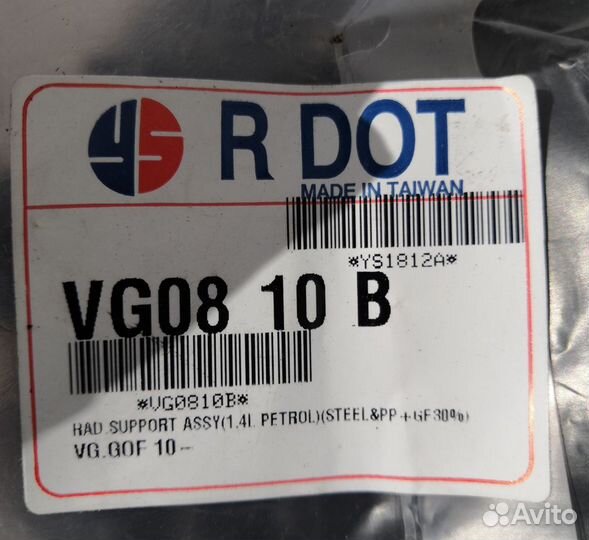 YS R DOT
MADE IN TAIWAN
*YS1812A*
VG08 10 B
*VG0810B*
RAD.SUPPORT ASSY(1.4L PETROL)(STEEL&PP+GF30%)
VG.GOF 10-
Avito